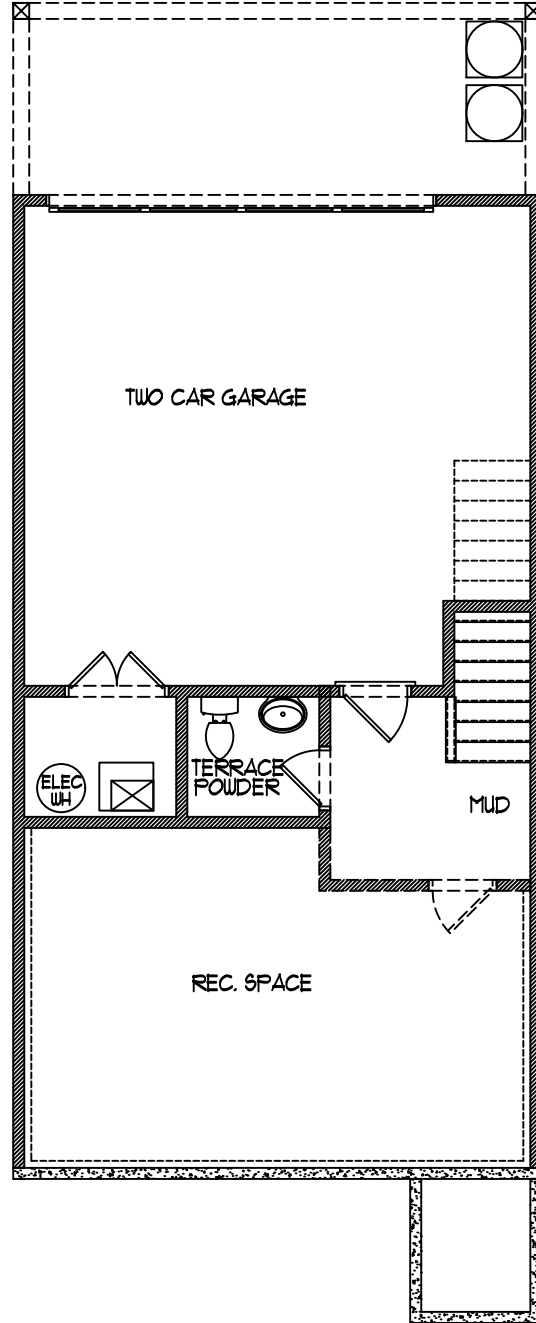 TWO CAR GARAGE
TERRACE
POWDER
ELEC
WH
MUD
REC. SPACE